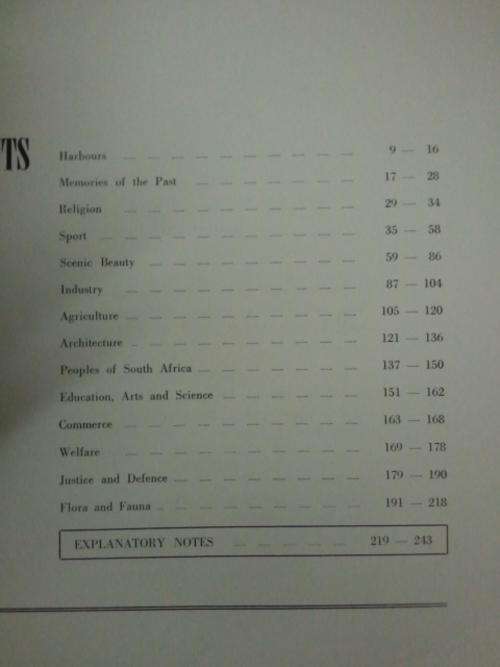 TS
Harbours 9 — 16
Memories of the Past 17 — 28
Religion 29 — 34
Sport 35 — 58
Scenic Beauty 59 — 86
Industry 87 — 104
Agriculture 105 — 120
Architecture 121 — 136
Peoples of South Africa 137 — 150
Education, Arts and Science 151 — 162
Commerce 163 — 168
Welfare 169 — 178
Justice and Defence 179 — 190
Flora and Fauna 191 — 218
EXPLANATORY NOTES 219 — 243